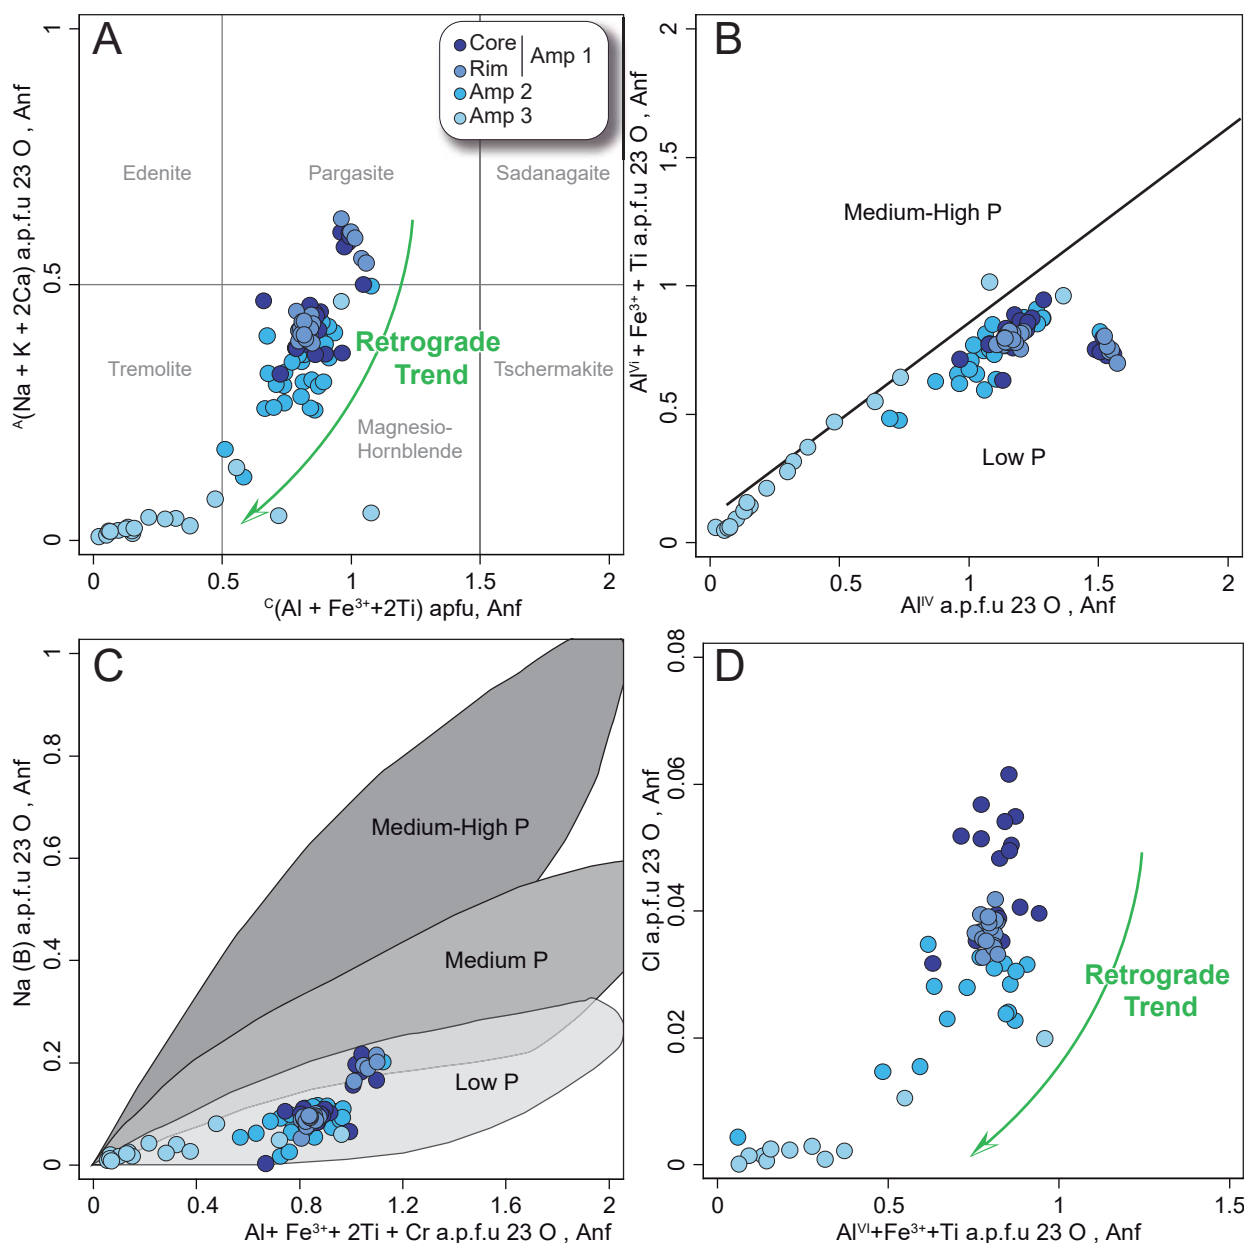 A
Core
Rim
Amp 1
Amp 2
Amp 3
Edenite
Pargasite
Sadanagaite
Tremolite
Retrograde
Trend
Tschermakite
Magnesio-
Hornblende
1
0.5
0
ᴬ(Na + K + 2Ca) a.p.f.u 23 O , Anf
0 0.5 1 1.5 2
ᶜ(Al + Fe³⁺+2Ti) apfu, Anf
B
Medium-High P
Low P
2
1.5
1
0.5
0
Alⱽⁱ + Fe³⁺ + Ti a.p.f.u 23 O , Anf
0 0.5 1 1.5 2
Alᴵⱽ a.p.f.u 23 O , Anf
C
Medium-High P
Medium P
Low P
1
0.8
0.6
0.4
0.2
0
Na (B) a.p.f.u 23 O , Anf
0 0.4 0.8 1.2 1.6 2
Al+ Fe³⁺+ 2Ti + Cr a.p.f.u 23 O , Anf
D
Retrograde
Trend
0.08
0.06
0.04
0.02
0
Cl a.p.f.u 23 O , Anf
0 0.5 1 1.5
Alⱽᴵ+Fe³⁺+Ti a.p.f.u 23 O , Anf